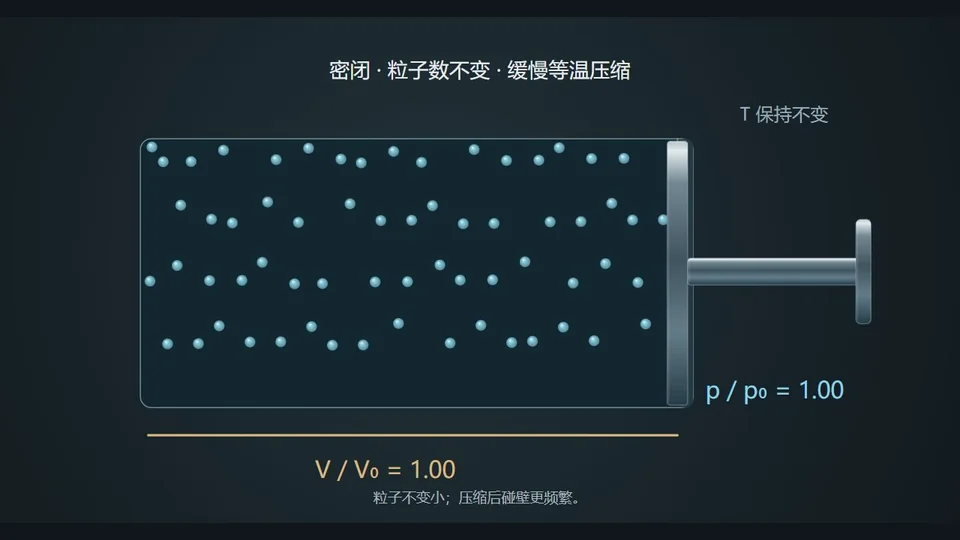 密闭 · 粒子数不变 · 缓慢等温压缩
T 保持不变
p / p₀ = 1.00
V / V₀ = 1.00
粒子不变小；压缩后碰壁更频繁。